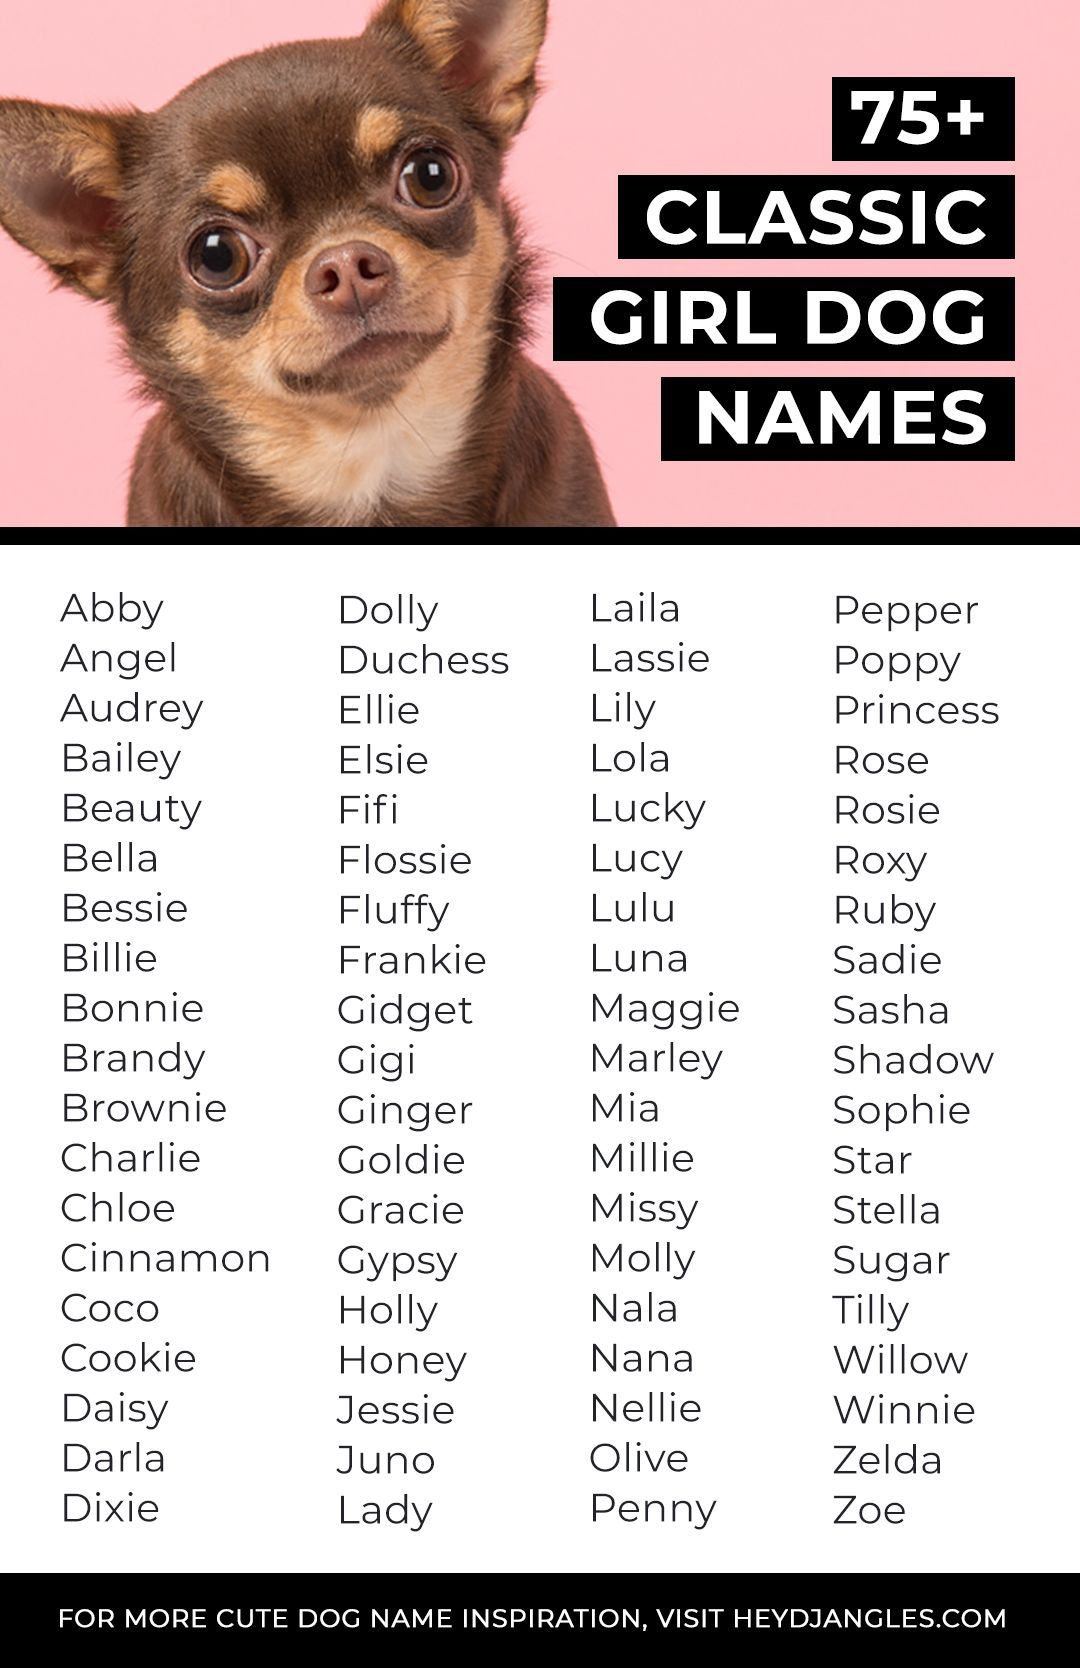 75+
CLASSIC
GIRL DOG
NAMES
Abby
Angel
Audrey
Bailey
Beauty
Bella
Bessie
Billie
Bonnie
Brandy
Brownie
Charlie
Chloe
Cinnamon
Coco
Cookie
Daisy
Darla
Dixie
Dolly
Duchess
Ellie
Elsie
Fifi
Flossie
Fluffy
Frankie
Gidget
Gigi
Ginger
Goldie
Gracie
Gypsy
Holly
Honey
Jessie
Juno
Lady
Laila
Lassie
Lily
Lola
Lucky
Lucy
Lulu
Luna
Maggie
Marley
Mia
Millie
Missy
Molly
Nala
Nana
Nellie
Olive
Penny
Pepper
Poppy
Princess
Rose
Rosie
Roxy
Ruby
Sadie
Sasha
Shadow
Sophie
Star
Stella
Sugar
Tilly
Willow
Winnie
Zelda
Zoe
FOR MORE CUTE DOG NAME INSPIRATION, VISIT HEYDJANGLES.COM